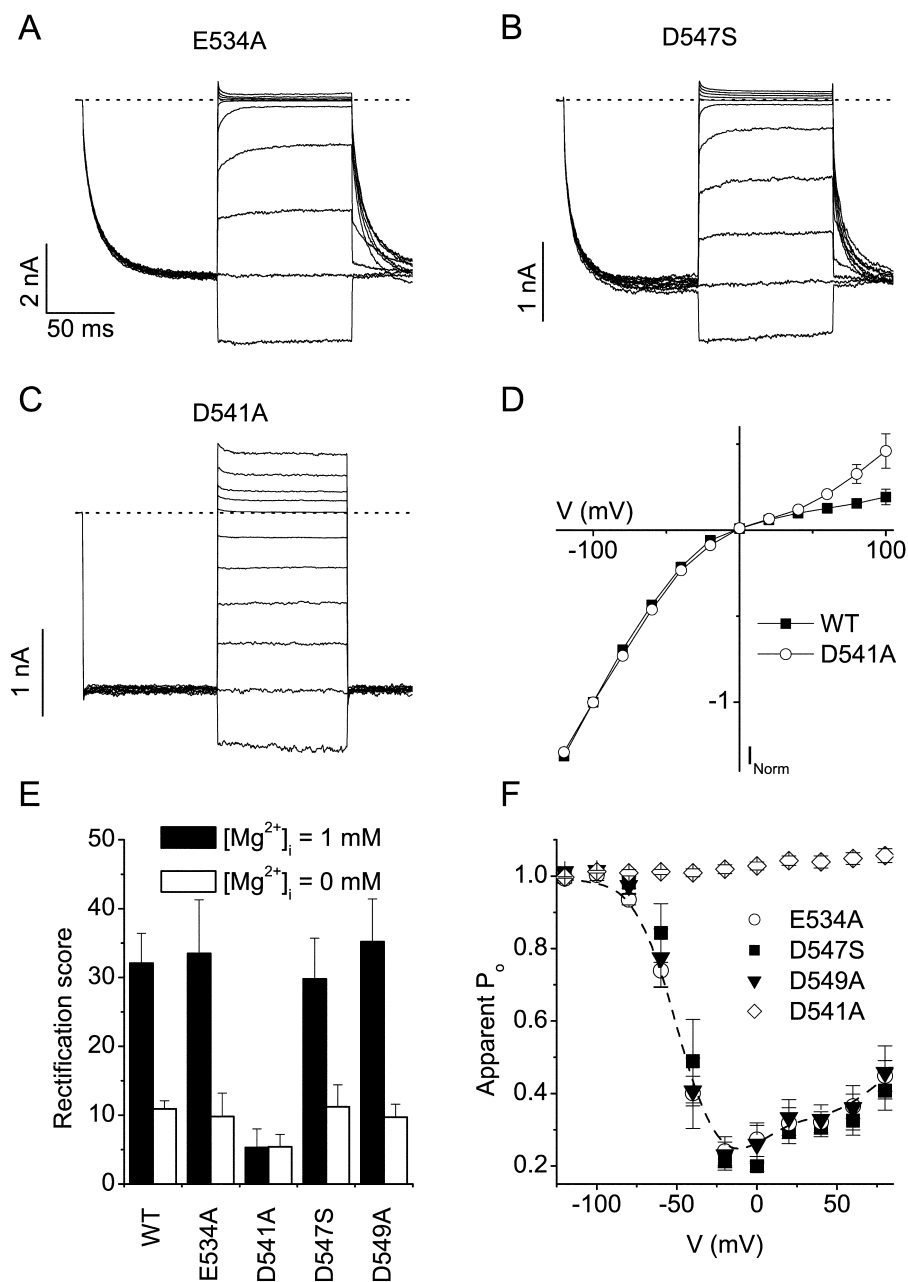 A
E534A
2 nA
50 ms
B
D547S
1 nA
C
D541A
1 nA
D
V (mV)
-100
100
WT
D541A
-1
I Norm
E
[Mg2+]i = 1 mM
[Mg2+]i = 0 mM
Rectification score
50
40
30
20
10
0
WT
E534A
D541A
D547S
D549A
F
Apparent Po
1.0
0.8
0.6
0.4
0.2
E534A
D547S
D549A
D541A
-100
-50
0
50
V (mV)